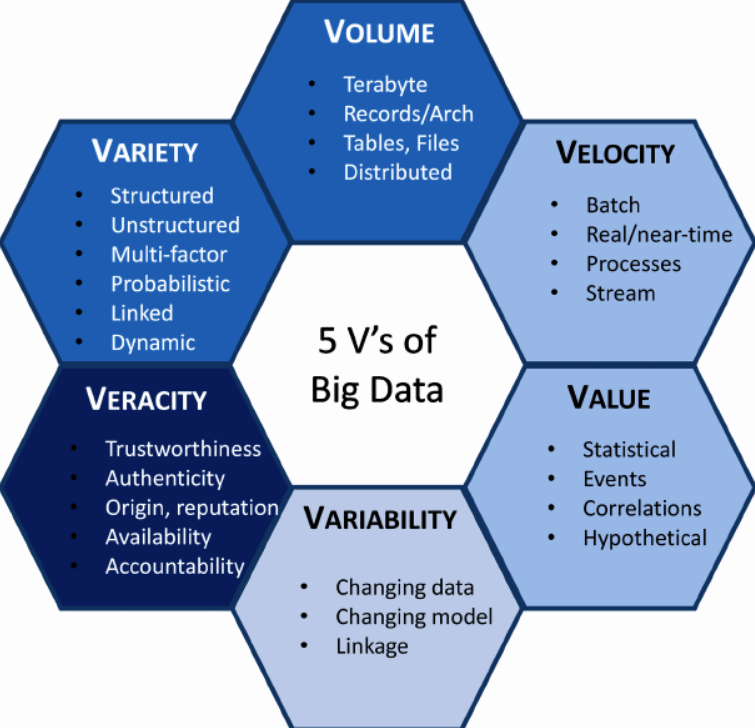 VOLUME
• Terabyte
• Records/Arch
• Tables, Files
• Distributed
VELOCITY
• Batch
• Real/near-time
• Processes
• Stream
VALUE
• Statistical
• Events
• Correlations
• Hypothetical
VARIABILITY
• Changing data
• Changing model
• Linkage
VERACITY
• Trustworthiness
• Authenticity
• Origin, reputation
• Availability
• Accountability
VARIETY
• Structured
• Unstructured
• Multi-factor
• Probabilistic
• Linked
• Dynamic
5 V’s of
Big Data